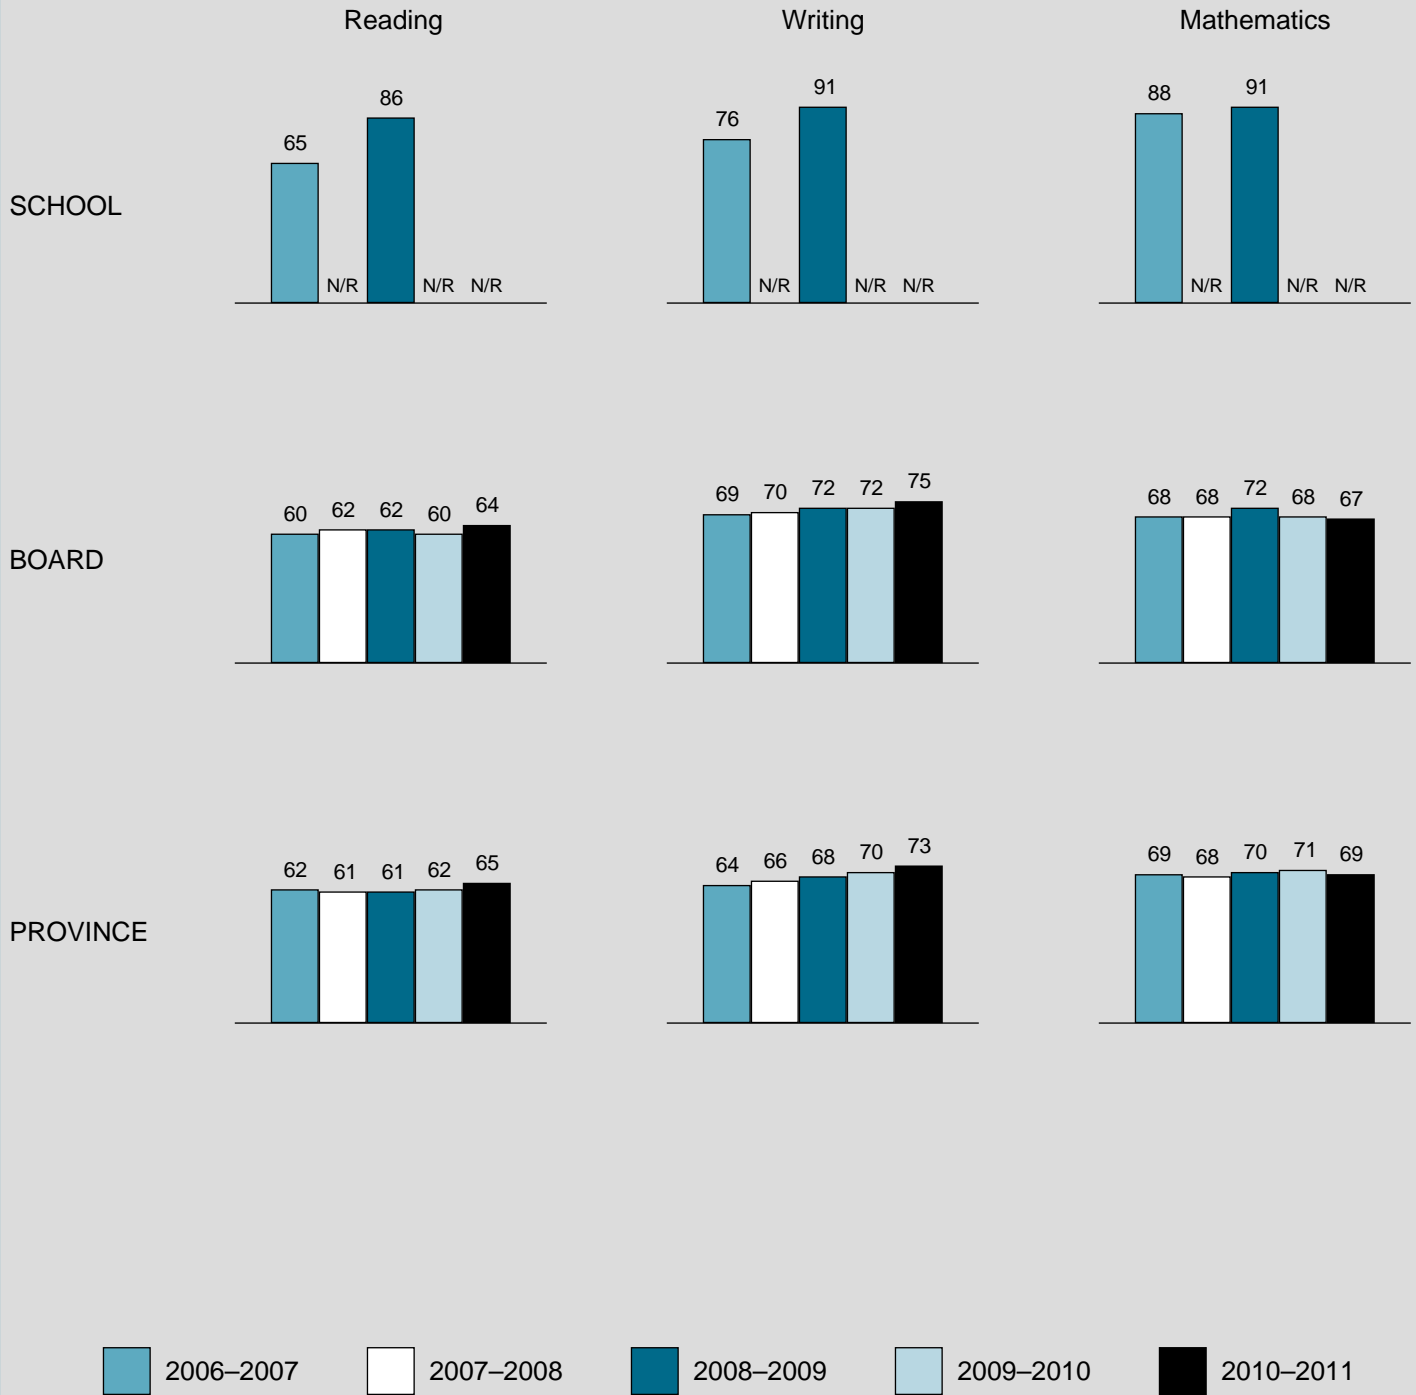 Reading Writing Mathematics
SCHOOL
65 N/R 86 N/R N/R
76 N/R 91 N/R N/R
88 N/R 91 N/R N/R
BOARD
60 62 62 60 64
69 70 72 72 75
68 68 72 68 67
PROVINCE
62 61 61 62 65
64 66 68 70 73
69 68 70 71 69
2006–2007 2007–2008 2008–2009 2009–2010 2010–2011